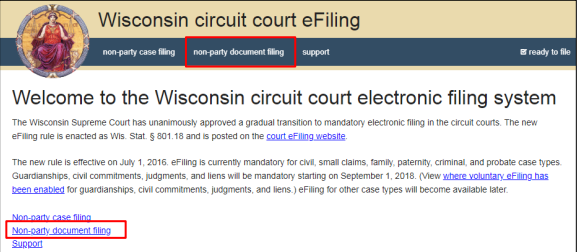 Wisconsin circuit court eFiling
non-party case filing non-party document filing support ready to file
Welcome to the Wisconsin circuit court electronic filing system
The Wisconsin Supreme Court has unanimously approved a gradual transition to mandatory electronic filing in the circuit courts. The new
eFiling rule is enacted as Wis. Stat. § 801.18 and is posted on the court eFiling website.
The new rule is effective on July 1, 2016. eFiling is currently mandatory for civil, small claims, family, paternity, criminal, and probate case types.
Guardianships, civil commitments, judgments, and liens will be mandatory starting on September 1, 2018. (View where voluntary eFiling has
been enabled for guardianships, civil commitments, judgments, and liens.) eFiling for other case types will become available later.
Non-party case filing
Non-party document filing
Support